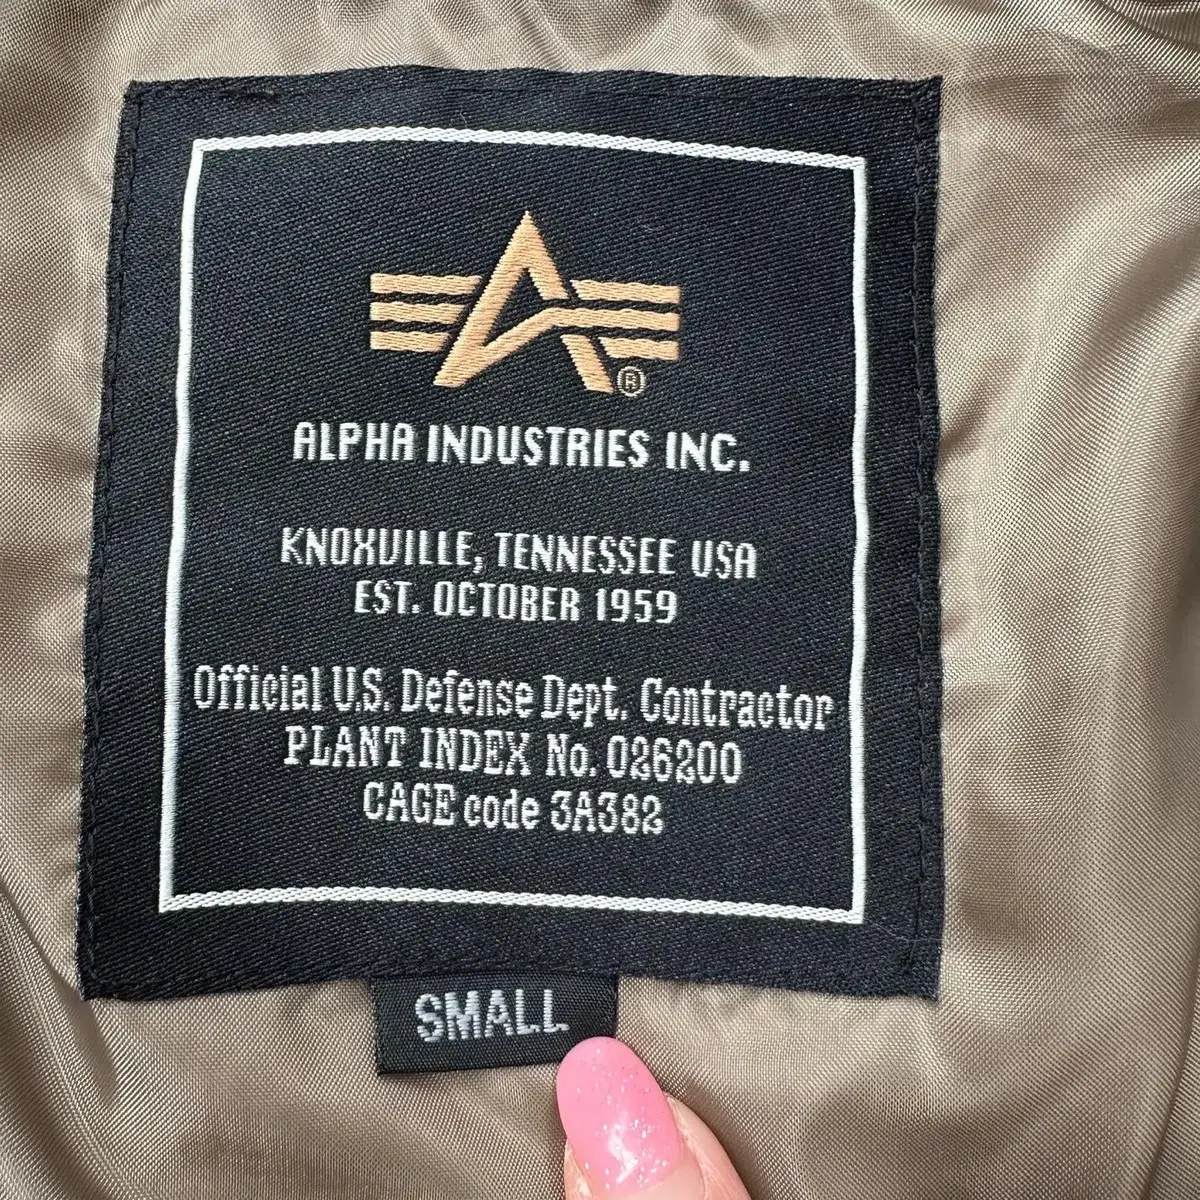 ®
ALPHA INDUSTRIES INC.
KNOXVILLE, TENNESSEE USA
EST. OCTOBER 1959
Official U.S. Defense Dept. Contractor
PLANT INDEX No. 026200
CAGE code 3A382
SMALL